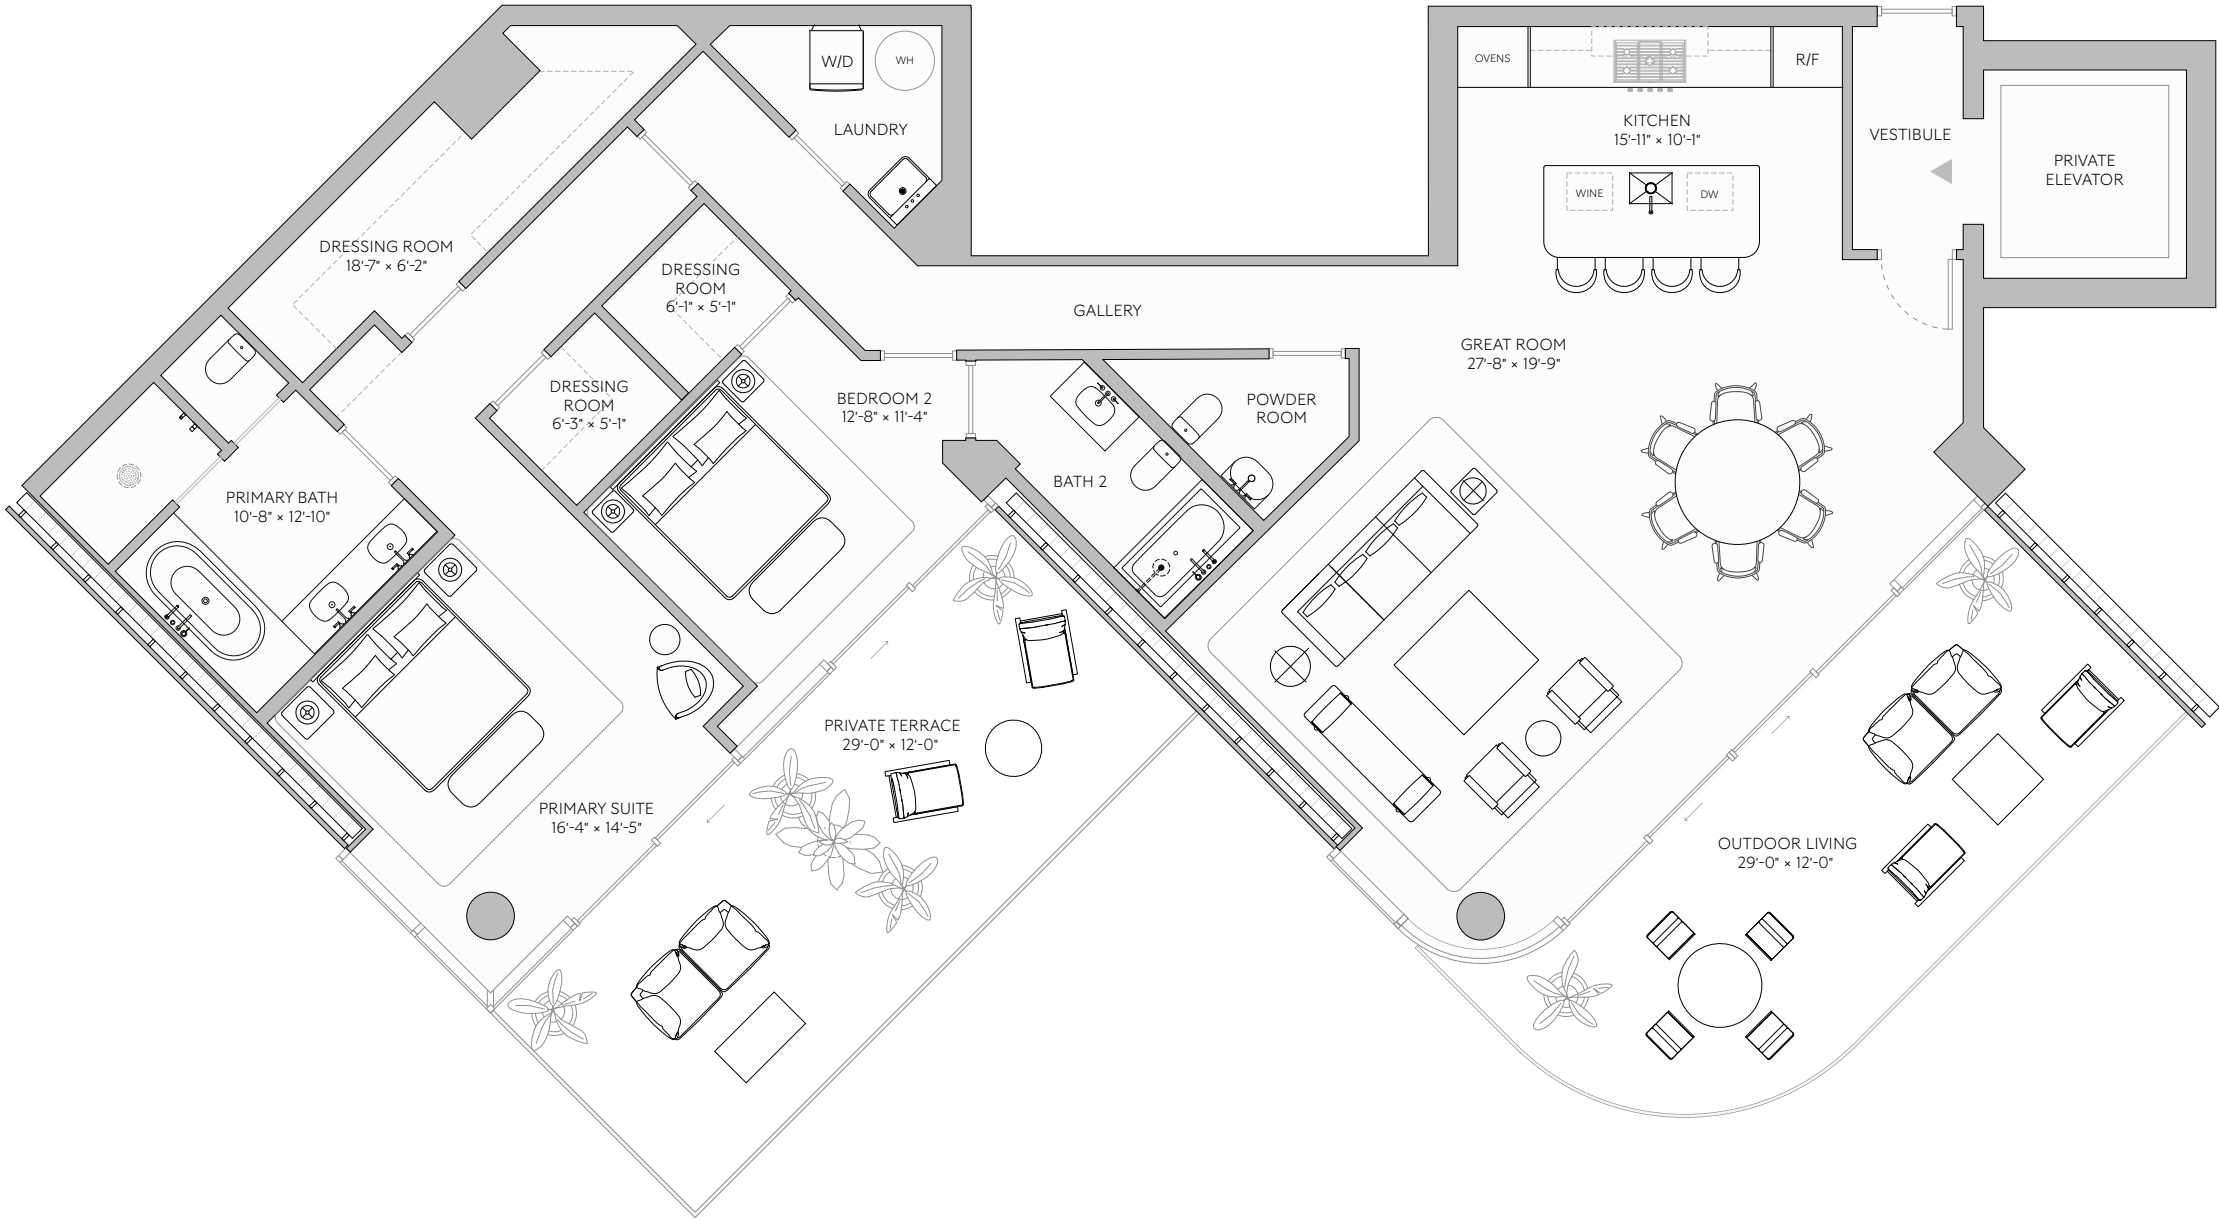 W/D
WH
LAUNDRY
OVENS
R/F
KITCHEN
15'-11" × 10'-1"
VESTIBULE
PRIVATE
ELEVATOR
WINE
DW
DRESSING ROOM
18'-7" × 6'-2"
DRESSING
ROOM
6'-1" × 5'-1"
GALLERY
GREAT ROOM
27'-8" × 19'-9"
DRESSING
ROOM
6'-3" × 5'-1"
BEDROOM 2
12'-8" × 11'-4"
POWDER
ROOM
BATH 2
PRIMARY BATH
10'-8" × 12'-10"
PRIVATE TERRACE
29'-0" × 12'-0"
PRIMARY SUITE
16'-4" × 14'-5"
OUTDOOR LIVING
29'-0" × 12'-0"